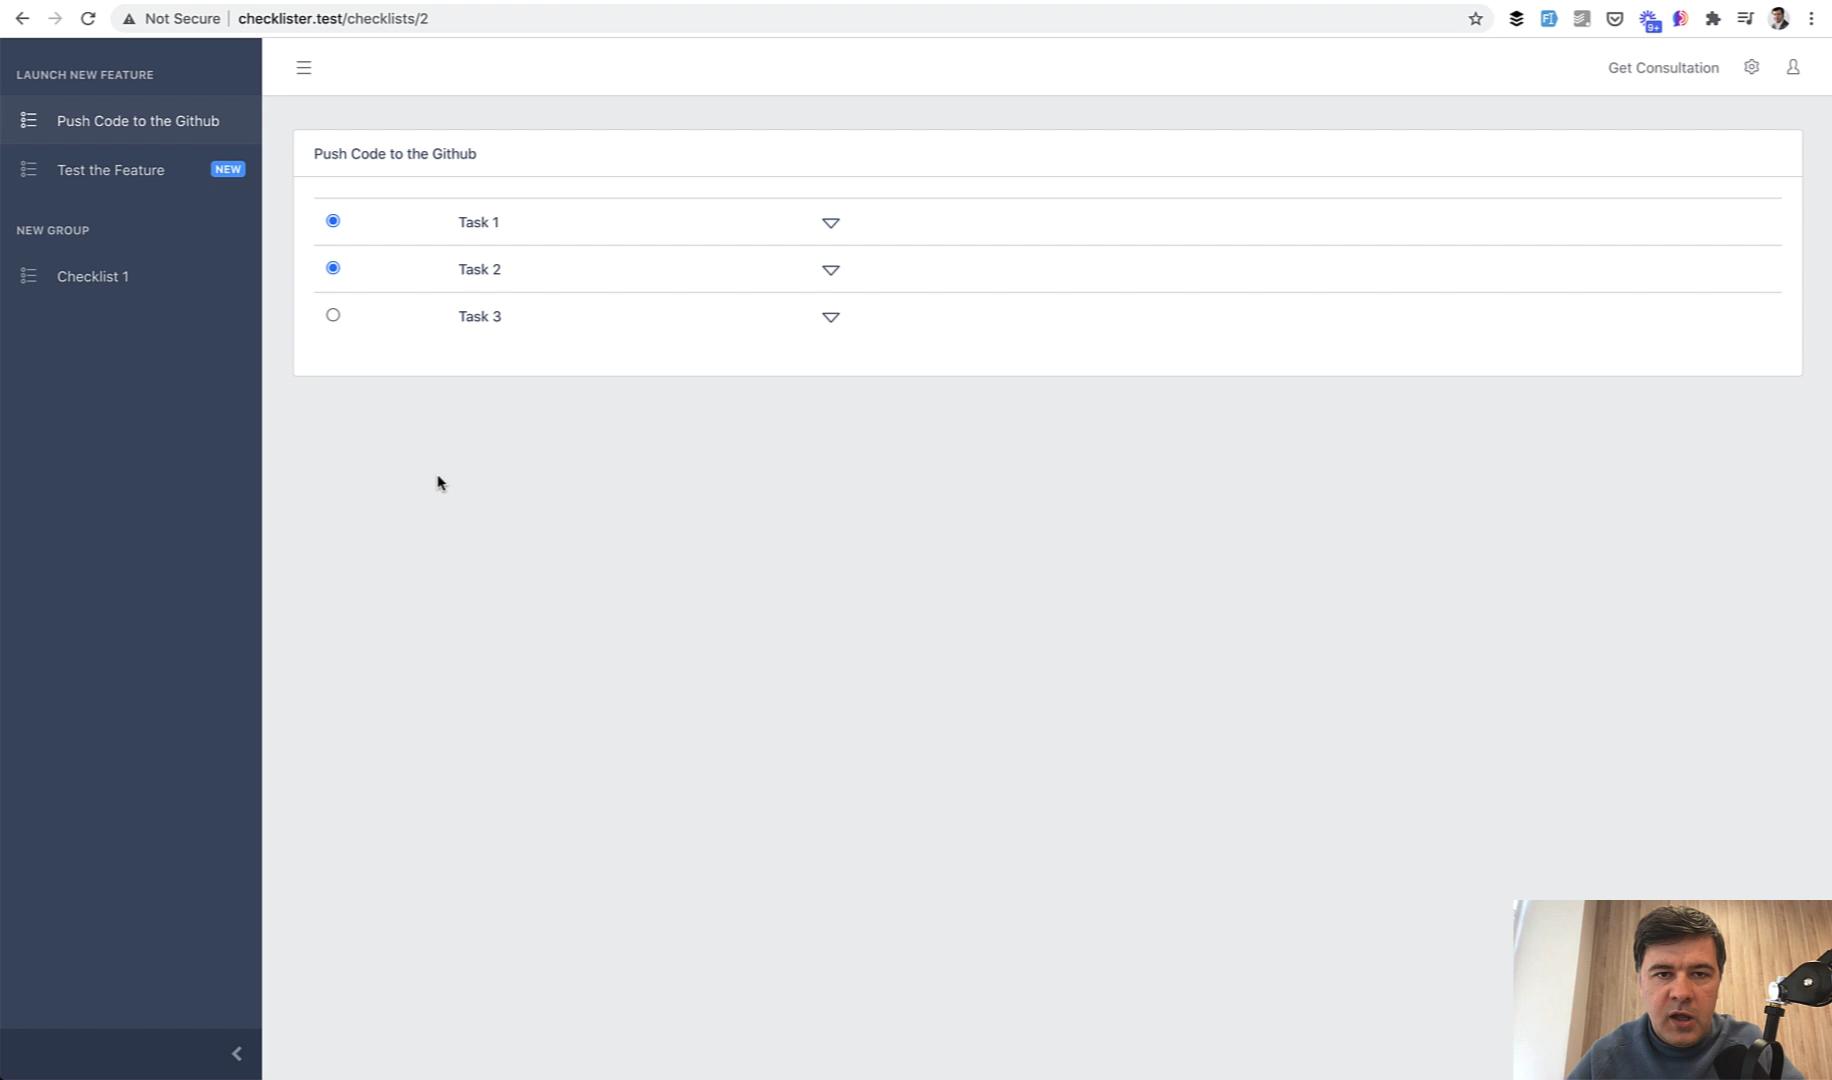 Not Secure | checklister.test/checklists/2
9+
LAUNCH NEW FEATURE
Get Consultation
Push Code to the Github
Test the Feature NEW
NEW GROUP
Checklist 1
Push Code to the Github
Task 1
Task 2
Task 3